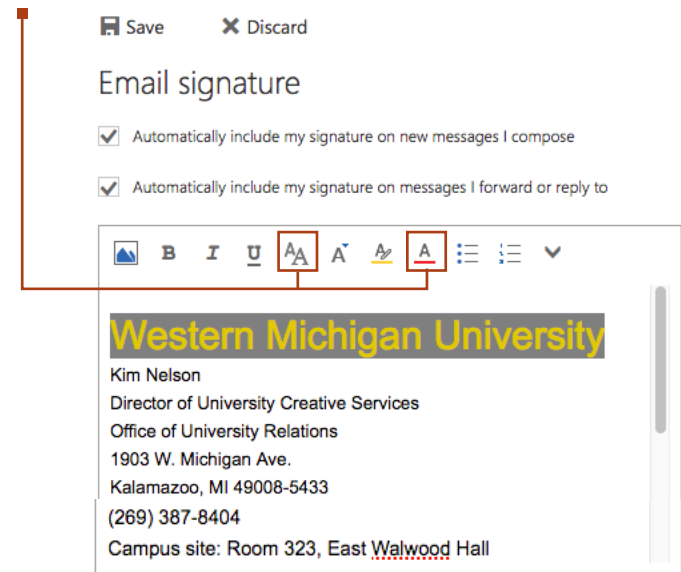 Save Discard
Email signature
Automatically include my signature on new messages I compose
Automatically include my signature on messages I forward or reply to
B I U AA A A A
Western Michigan University
Kim Nelson
Director of University Creative Services
Office of University Relations
1903 W. Michigan Ave.
Kalamazoo, MI 49008-5433
(269) 387-8404
Campus site: Room 323, East Walwood Hall